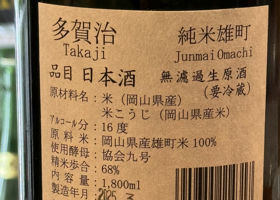 多賀治 純米雄町
Takaji Junmai Omachi
品目 日本酒 無濾過生原酒
(要冷蔵)
原材料名：米（岡山県産）
米こうじ（岡山県産米）
アルコール分：16度
原料米：岡山県産雄町米 100%
使用酵母：協会九号
精米歩合：68%
内容量：1,800ml
製造年月 2025. 3